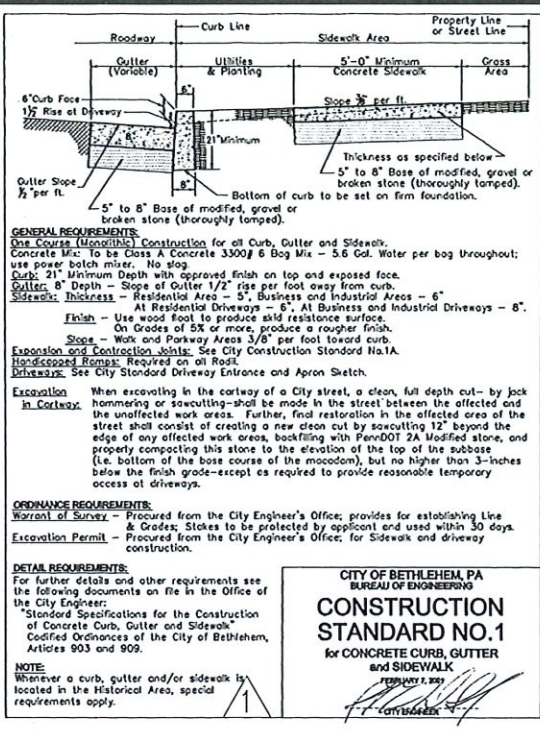 Property Line
or Street Line
Curb Line
Roadway
Sidewalk Area
Gutter
(Variable)
Utilities
& Planting
5'-0" Minimum
Concrete Sidewalk
Grass
Area
6"
6"Curb Face
1½" Rise at Driveway
Slope ⅜" per ft.
8"
21"Minimum
Thickness as specified below
Gutter Slope
½"per ft.
8"
5" to 8" Base of modified, gravel or
broken stone (thoroughly tamped).
Bottom of curb to be set on firm foundation.
5" to 8" Base of modified, gravel or
broken stone (thoroughly tamped).
GENERAL REQUIREMENTS:
One Course (Monolithic) Construction for all Curb, Gutter and Sidewalk.
Concrete Mix: To be Class A Concrete 3300# 6 Bag Mix – 5.6 Gal. Water per bag throughout;
use power batch mixer. No slag.
Curb: 21" Minimum Depth with approved finish on top and exposed face.
Gutter: 8" Depth – Slope of Gutter 1/2" rise per foot away from curb.
Sidewalk: Thickness – Residential Area – 5", Business and Industrial Areas – 6"
At Residential Driveways – 6", At Business and Industrial Driveways – 8".
Finish – Use wood float to produce skid resistance surface.
On Grades of 5% or more, produce a rougher finish.
Slope – Walk and Parkway Areas 3/8" per foot toward curb.
Expansion and Contraction Joints: See City Construction Standard No.1A.
Handicapped Ramps: Required on all Radii.
Driveways: See City Standard Driveway Entrance and Apron Sketch.
Excavation
in Cartway:
When excavating in the cartway of a City street, a clean, full depth cut– by jack
hammering or sawcutting–shall be made in the street between the affected and
the unaffected work areas. Further, final restoration in the affected area of the
street shall consist of creating a new clean cut by sawcutting 12" beyond the
edge of any affected work areas, backfilling with PennDOT 2A Modified stone, and
properly compacting this stone to the elevation of the top of the subbase
(i.e. bottom of the base course of the macadam), but no higher than 3–inches
below the finish grade–except as required to provide reasonable temporary
access at driveways.
ORDINANCE REQUIREMENTS:
Warrant of Survey – Procured from the City Engineer's Office; provides for establishing Line
& Grades; Stakes to be protected by applicant and used within 30 days.
Excavation Permit – Procured from the City Engineer's Office; for Sidewalk and driveway
construction.
DETAIL REQUIREMENTS:
For further details and other requirements see
the following documents on file in the Office of
the City Engineer:
"Standard Specifications for the Construction
of Concrete Curb, Gutter and Sidewalk"
Codified Ordinances of the City of Bethlehem,
Articles 903 and 909.
NOTE:
Whenever a curb, gutter and/or sidewalk is
located in the Historical Area, special
requirements apply.
1
CITY OF BETHLEHEM, PA
BUREAU OF ENGINEERING
CONSTRUCTION
STANDARD NO.1
for CONCRETE CURB, GUTTER
and SIDEWALK
FEBRUARY 7, 2001
CITY ENGINEER